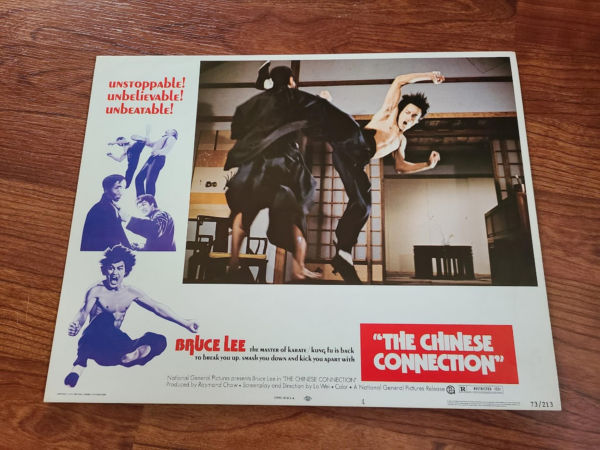 unstoppable!
unbelievable!
unbeatable!
BRUCE LEE the master of karate / kung fu is back
to break you up, smash you down and kick you apart with
"THE CHINESE
CONNECTION"
National General Pictures presents Bruce Lee in "THE CHINESE CONNECTION"
Produced by Raymond Chow • Screenplay and Direction by Lo Wei • Color • A National General Pictures Release
R RESTRICTED
4
73/213